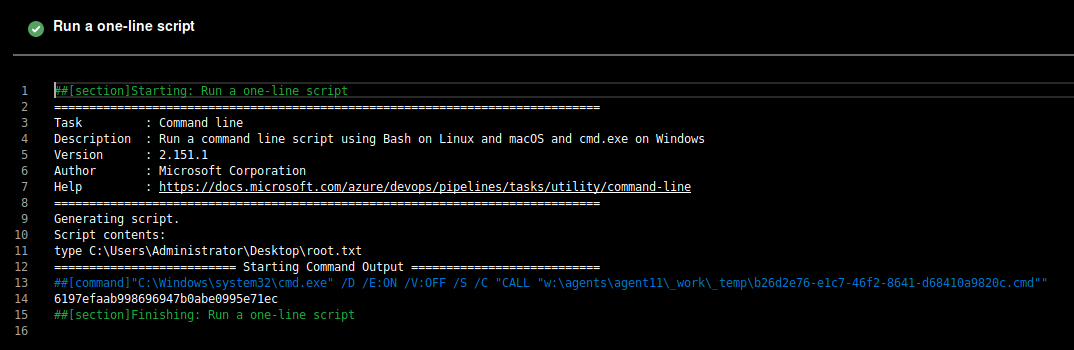 Run a one-line script
1 ##[section]Starting: Run a one-line script
2 ==============================================================================
3 Task         : Command line
4 Description  : Run a command line script using Bash on Linux and macOS and cmd.exe on Windows
5 Version      : 2.151.1
6 Author       : Microsoft Corporation
7 Help         : https://docs.microsoft.com/azure/devops/pipelines/tasks/utility/command-line
8 ==============================================================================
9 Generating script.
10 Script contents:
11 type C:\Users\Administrator\Desktop\root.txt
12 ========================== Starting Command Output ===========================
13 ##[command]"C:\Windows\system32\cmd.exe" /D /E:ON /V:OFF /S /C "CALL "w:\agents\agent11\_work\_temp\b26d2e76-e1c7-46f2-8641-d68410a9820c.cmd""
14 6197efaab998696947b0abe0995e71ec
15 ##[section]Finishing: Run a one-line script
16